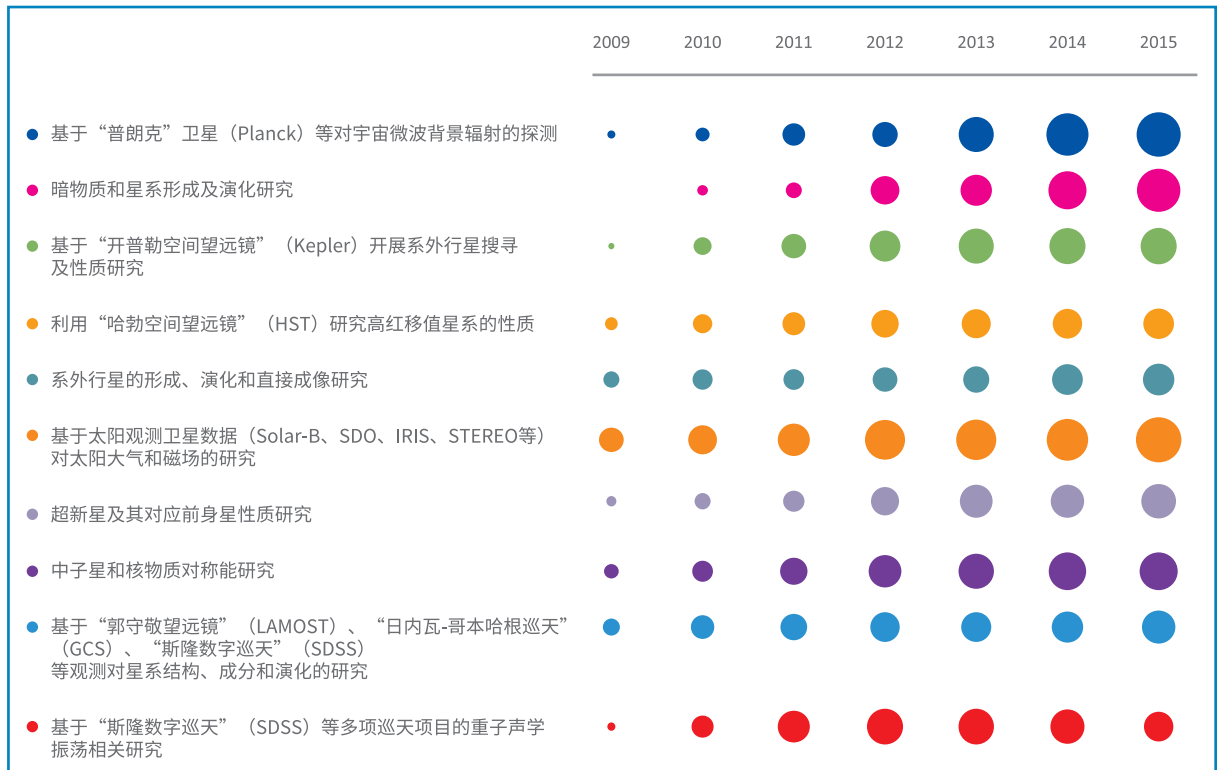 2009 2010 2011 2012 2013 2014 2015
基于“普朗克”卫星（Planck）等对宇宙微波背景辐射的探测
暗物质和星系形成及演化研究
基于“开普勒空间望远镜”（Kepler）开展系外行星搜寻
及性质研究
利用“哈勃空间望远镜”（HST）研究高红移值星系的性质
系外行星的形成、演化和直接成像研究
基于太阳观测卫星数据（Solar-B、SDO、IRIS、STEREO等）
对太阳大气和磁场的研究
超新星及其对应前身星性质研究
中子星和核物质对称能研究
基于“郭守敬望远镜”（LAMOST）、“日内瓦-哥本哈根巡天”
（GCS）、“斯隆数字巡天”（SDSS）
等观测对星系结构、成分和演化的研究
基于“斯隆数字巡天”（SDSS）等多项巡天项目的重子声学
振荡相关研究